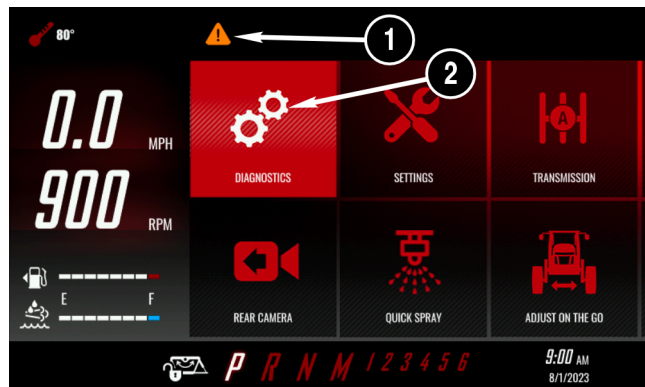 80°
1
2
0.0 MPH
900 RPM
E F
DIAGNOSTICS
SETTINGS
TRANSMISSION
A
REAR CAMERA
QUICK SPRAY
ADJUST ON THE GO
P R N M 1 2 3 4 5 6
9:00 AM
8/1/2023